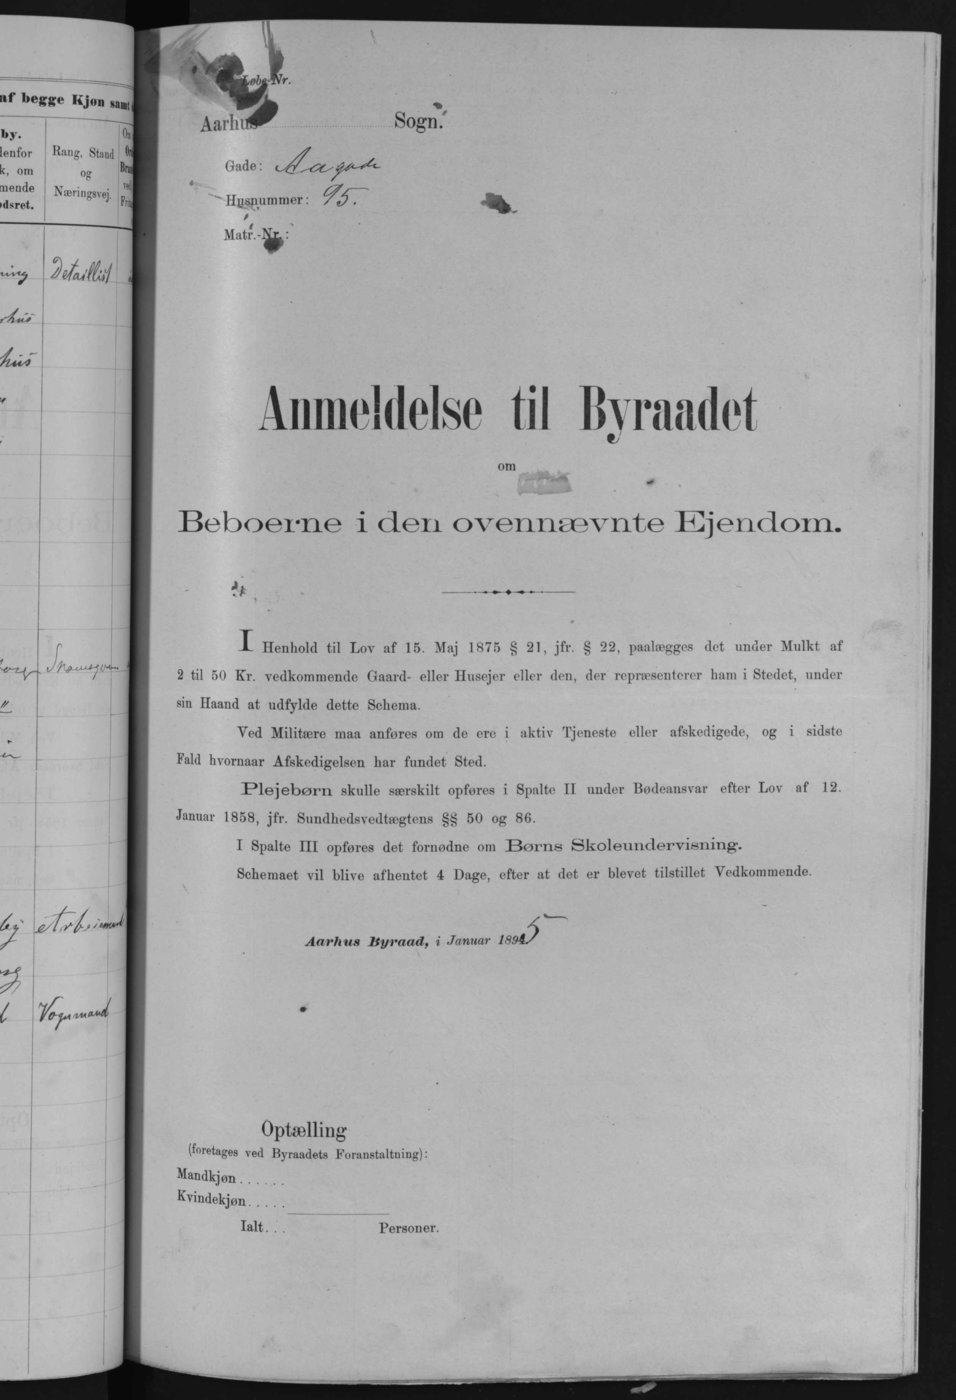 af begge Kjøn samt
by.
denfor
k, om
mende
dsret.
Rang, Stand
og
Næringsvej.
ning
Detaillist
rhus
hus
"
"
by
Arbeismand
Vognmand
Løbe-Nr.
Aarhus Sogn.
Gade: Aagade
Husnummer: 95.
Matr.-Nr.:
Anmeldelse til Byraadet
om
Beboerne i den ovennævnte Ejendom.
I Henhold til Lov af 15. Maj 1875 § 21, jfr. § 22, paalægges det under Mulkt af
2 til 50 Kr. vedkommende Gaard- eller Husejer eller den, der repræsenterer ham i Stedet, under
sin Haand at udfylde dette Schema.
Ved Militære maa anføres om de ere i aktiv Tjeneste eller afskedigede, og i sidste
Fald hvornaar Afskedigelsen har fundet Sted.
Plejebørn skulle særskilt opføres i Spalte II under Bødeansvar efter Lov af 12.
Januar 1858, jfr. Sundhedsvedtægtens §§ 50 og 86.
I Spalte III opføres det fornødne om Børns Skoleundervisning.
Schemaet vil blive afhentet 4 Dage, efter at det er blevet tilstillet Vedkommende.
Aarhus Byraad, i Januar 1895
Optælling
(foretages ved Byraadets Foranstaltning):
Mandkjøn......
Kvindekjøn.....
Ialt... Personer.